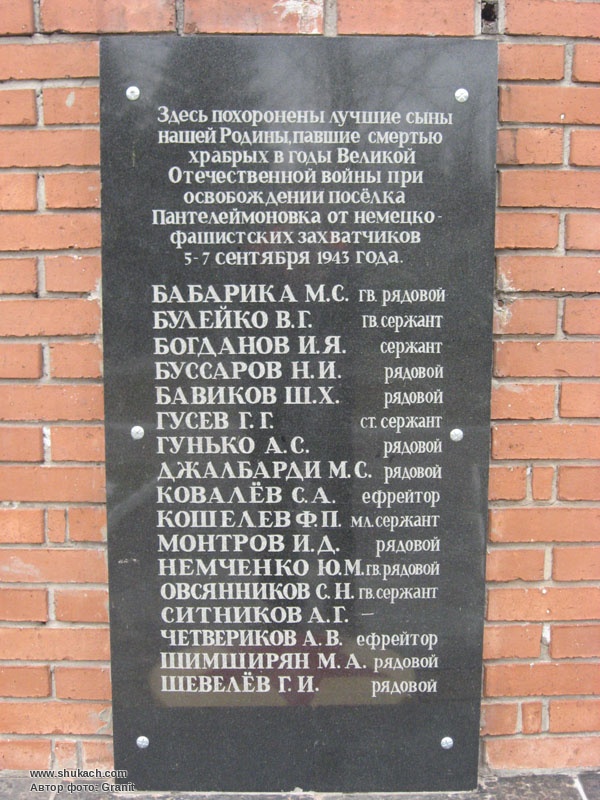 Здесь похоронены лучшие сыны
нашей Родины, павшие смертью
храбрых в годы Великой
Отечественной войны при
освобождении посёлка
Пантелеймоновка от немецко-
фашистских захватчиков
5-7 сентября 1943 года.
БАБАРИКА М.С. гв. рядовой
БУЛЕЙКО В.Г. гв. сержант
БОГДАНОВ И.Я. сержант
БУССАРОВ Н.И. рядовой
БАВИКОВ Ш.Х. рядовой
ГУСЕВ Г.Г. ст. сержант
ГУНЬКО А.С. рядовой
ДЖАЛБАРДИ М.С. рядовой
КОВАЛЁВ С.А. ефрейтор
КОШЕЛЕВ Ф.П. мл. сержант
МОНТРОВ И.Д. рядовой
НЕМЧЕНКО Ю.М. гв. рядовой
ОВСЯННИКОВ С.Н. гв. сержант
СИТНИКОВ А.Г. —
ЧЕТВЕРИКОВ А.В. ефрейтор
ШИМШИРЯН М.А. рядовой
ШЕВЕЛЁВ Г.И. рядовой
www.shukach.com
Автор фото: Granit